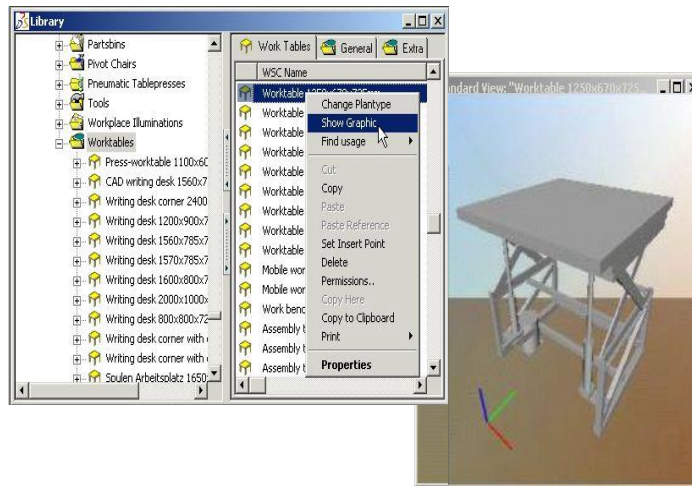 Library
Partsbins
Pivot Chairs
Pneumatic Tablepresses
Tools
Workplace Illuminations
Worktables
Press-worktable 1100x60
CAD writing desk 1560x7
Writing desk corner 2400
Writing desk 1200x900x7
Writing desk 1560x785x7
Writing desk 1570x785x7
Writing desk 1600x800x7
Writing desk 2000x1000x
Writing desk 800x800x72
Writing desk corner with
Writing desk corner with
Spulen Arbeitsplatz 1650
Work Tables General Extra
WSC Name
Worktable 1250x670x725mm
Worktable
Worktable
Worktable
Worktable
Worktable
Worktable
Worktable
Worktable
Mobile wor
Mobile wor
Work benc
Assembly t
Assembly t
Assembly t
Change Plantype
Show Graphic
Find usage
Cut
Copy
Paste
Paste Reference
Set Insert Point
Delete
Permissions..
Copy Here
Copy to Clipboard
Print
Properties
ndard View: "Worktable 1250x670x725...